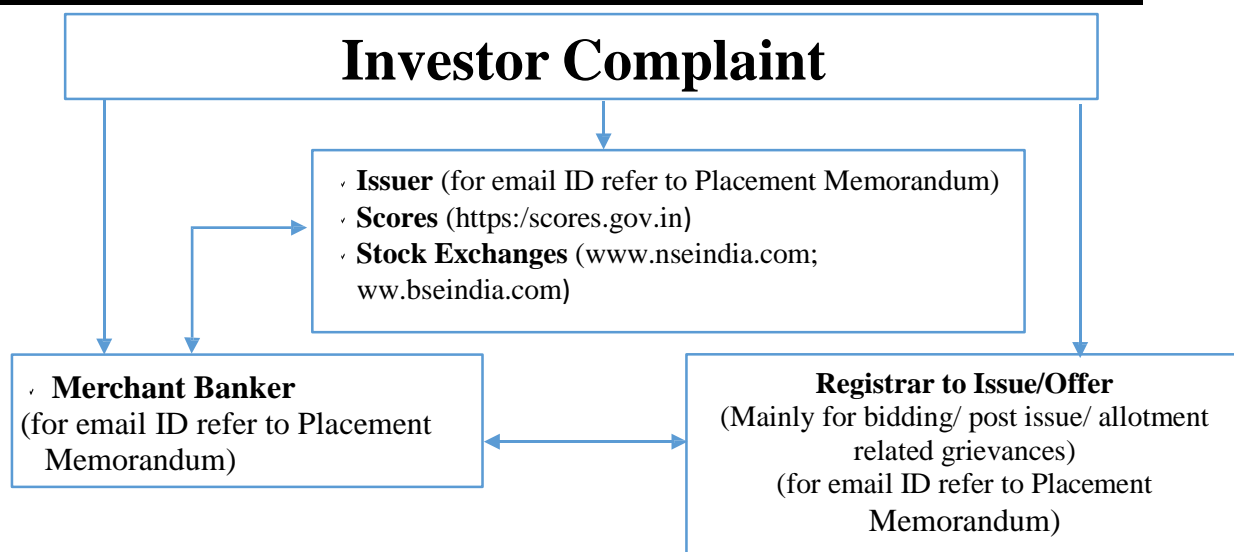 Investor Complaint
✓ Issuer (for email ID refer to Placement Memorandum)
✓ Scores (https:/scores.gov.in)
✓ Stock Exchanges (www.nseindia.com;
ww.bseindia.com)
✓ Merchant Banker
(for email ID refer to Placement
Memorandum)
Registrar to Issue/Offer
(Mainly for bidding/ post issue/ allotment
related grievances)
(for email ID refer to Placement
Memorandum)